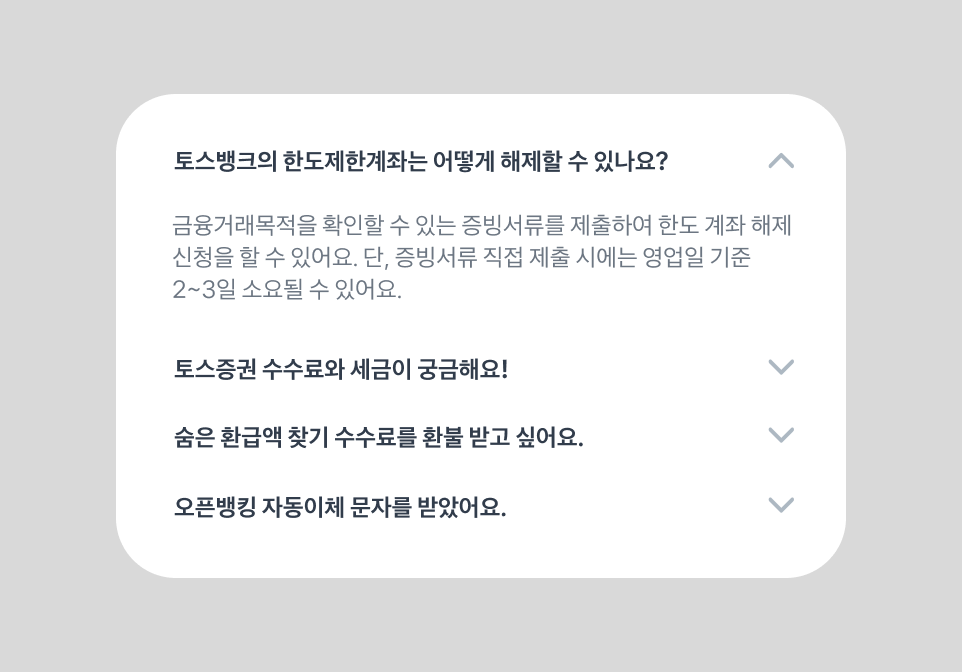 토스뱅크의 한도제한계좌는 어떻게 해제할 수 있나요?
금융거래목적을 확인할 수 있는 증빙서류를 제출하여 한도 계좌 해제
신청을 할 수 있어요. 단, 증빙서류 직접 제출 시에는 영업일 기준
2~3일 소요될 수 있어요.
토스증권 수수료와 세금이 궁금해요!
숨은 환급액 찾기 수수료를 환불 받고 싶어요.
오픈뱅킹 자동이체 문자를 받았어요.